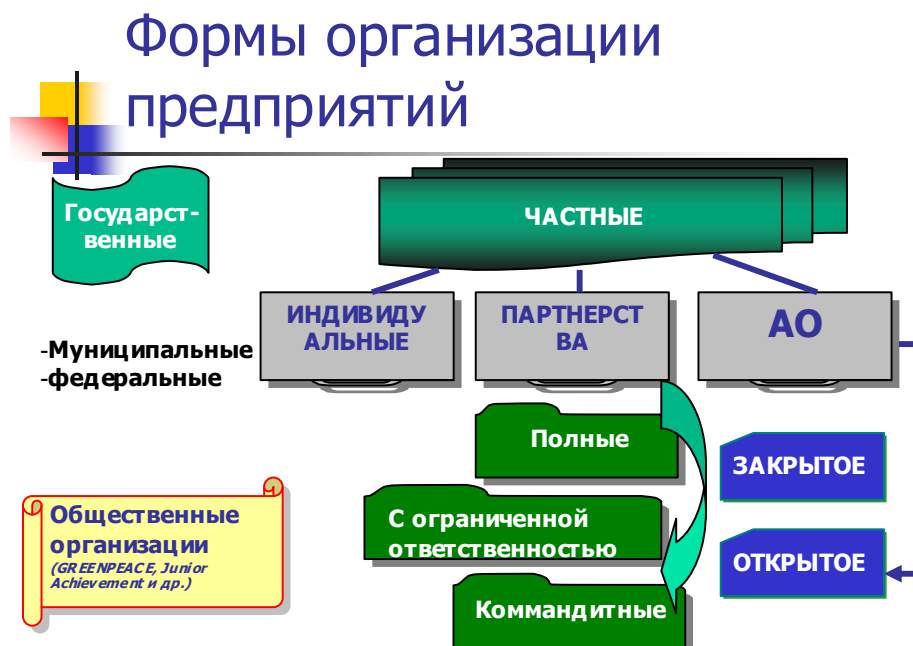 Формы организации
предприятий
Государст-
венные
ЧАСТНЫЕ
ИНДИВИДУ
АЛЬНЫЕ
ПАРТНЕРСТ
ВА
АО
-Муниципальные
-федеральные
Полные
ЗАКРЫТОЕ
С ограниченной
ответственностью
ОТКРЫТОЕ
Коммандитные
Общественные
организации
(GREENPEACE, Junior
Achievement и др.)